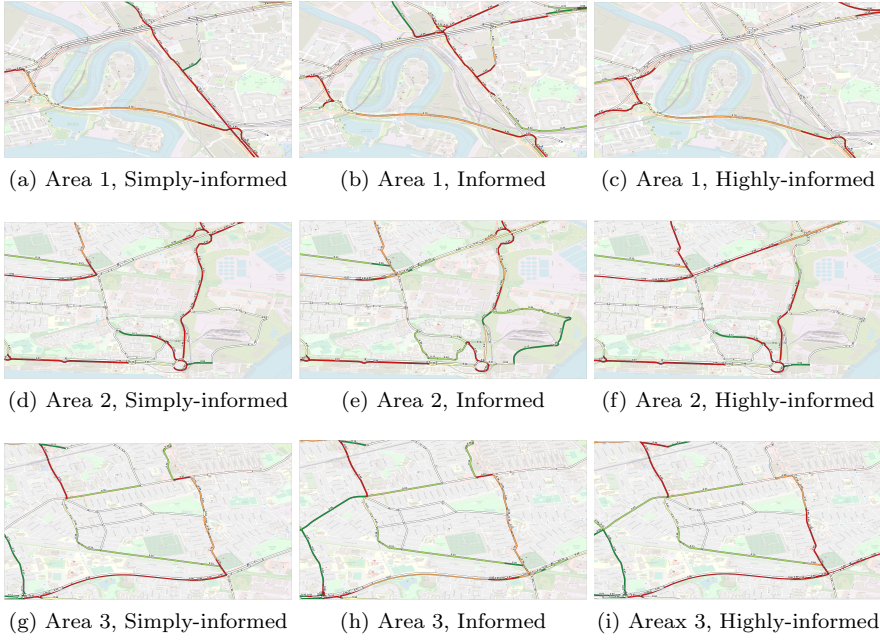 (a) Area 1, Simply-informed
(b) Area 1, Informed
(c) Area 1, Highly-informed
(d) Area 2, Simply-informed
(e) Area 2, Informed
(f) Area 2, Highly-informed
(g) Area 3, Simply-informed
(h) Area 3, Informed
(i) Areax 3, Highly-informed